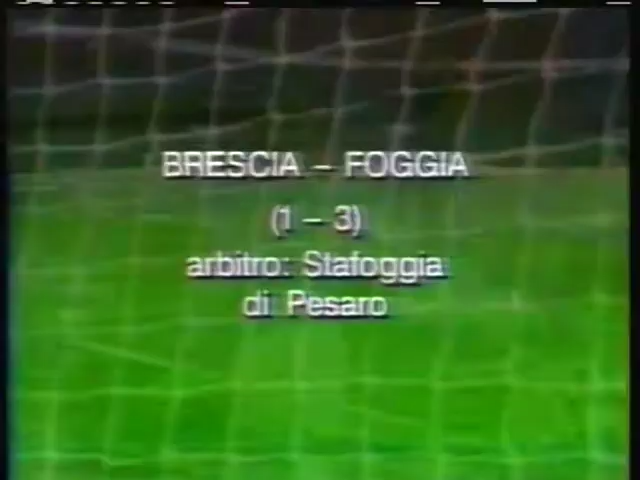 BRESCIA – FOGGIA
(1 – 3)
arbitro: Stafoggia
di Pesaro